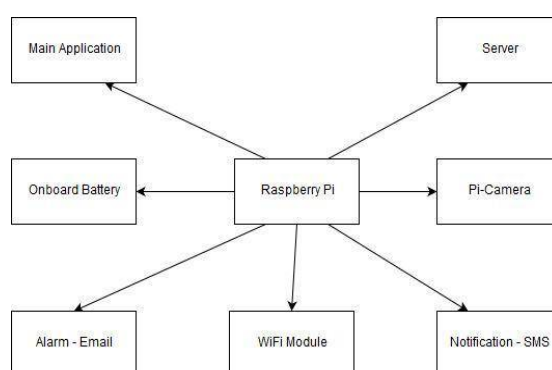 Main Application
Server
Onboard Battery
Raspberry Pi
Pi-Camera
Alarm - Email
WiFi Module
Notification - SMS